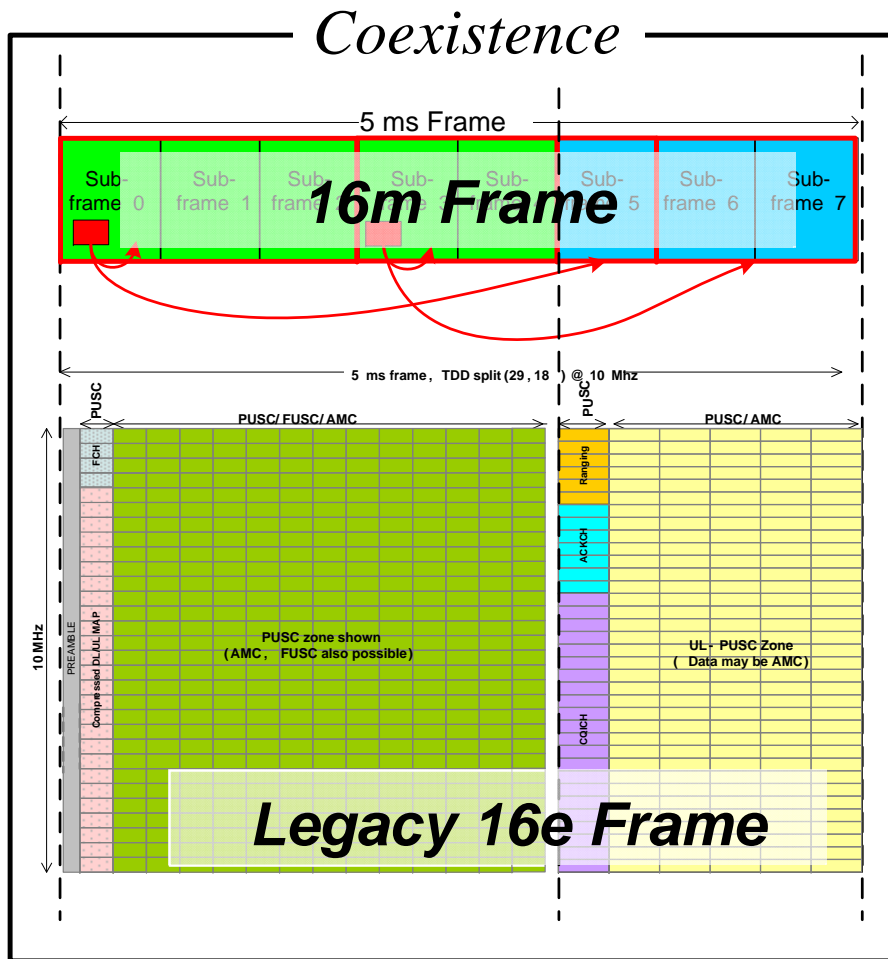 Coexistence
5 ms Frame
Sub-
frame 0
Sub-
frame 1
Sub-
frame
Sub-
frame 3
Sub-
frame
Sub-
frame 5
Sub-
frame 6
Sub-
frame 7
16m Frame
5 ms frame, TDD split (29, 18 ) @ 10 Mhz
PUSC
PUSC/ FUSC/ AMC
PUSC
PUSC/ AMC
10 MHz
PREAMBLE
FCH
Compressed DL/UL MAP
PUSC zone shown
(AMC, FUSC also possible)
Ranging
ACKCH
CQICH
UL- PUSC Zone
( Data may be AMC)
Legacy 16e Frame